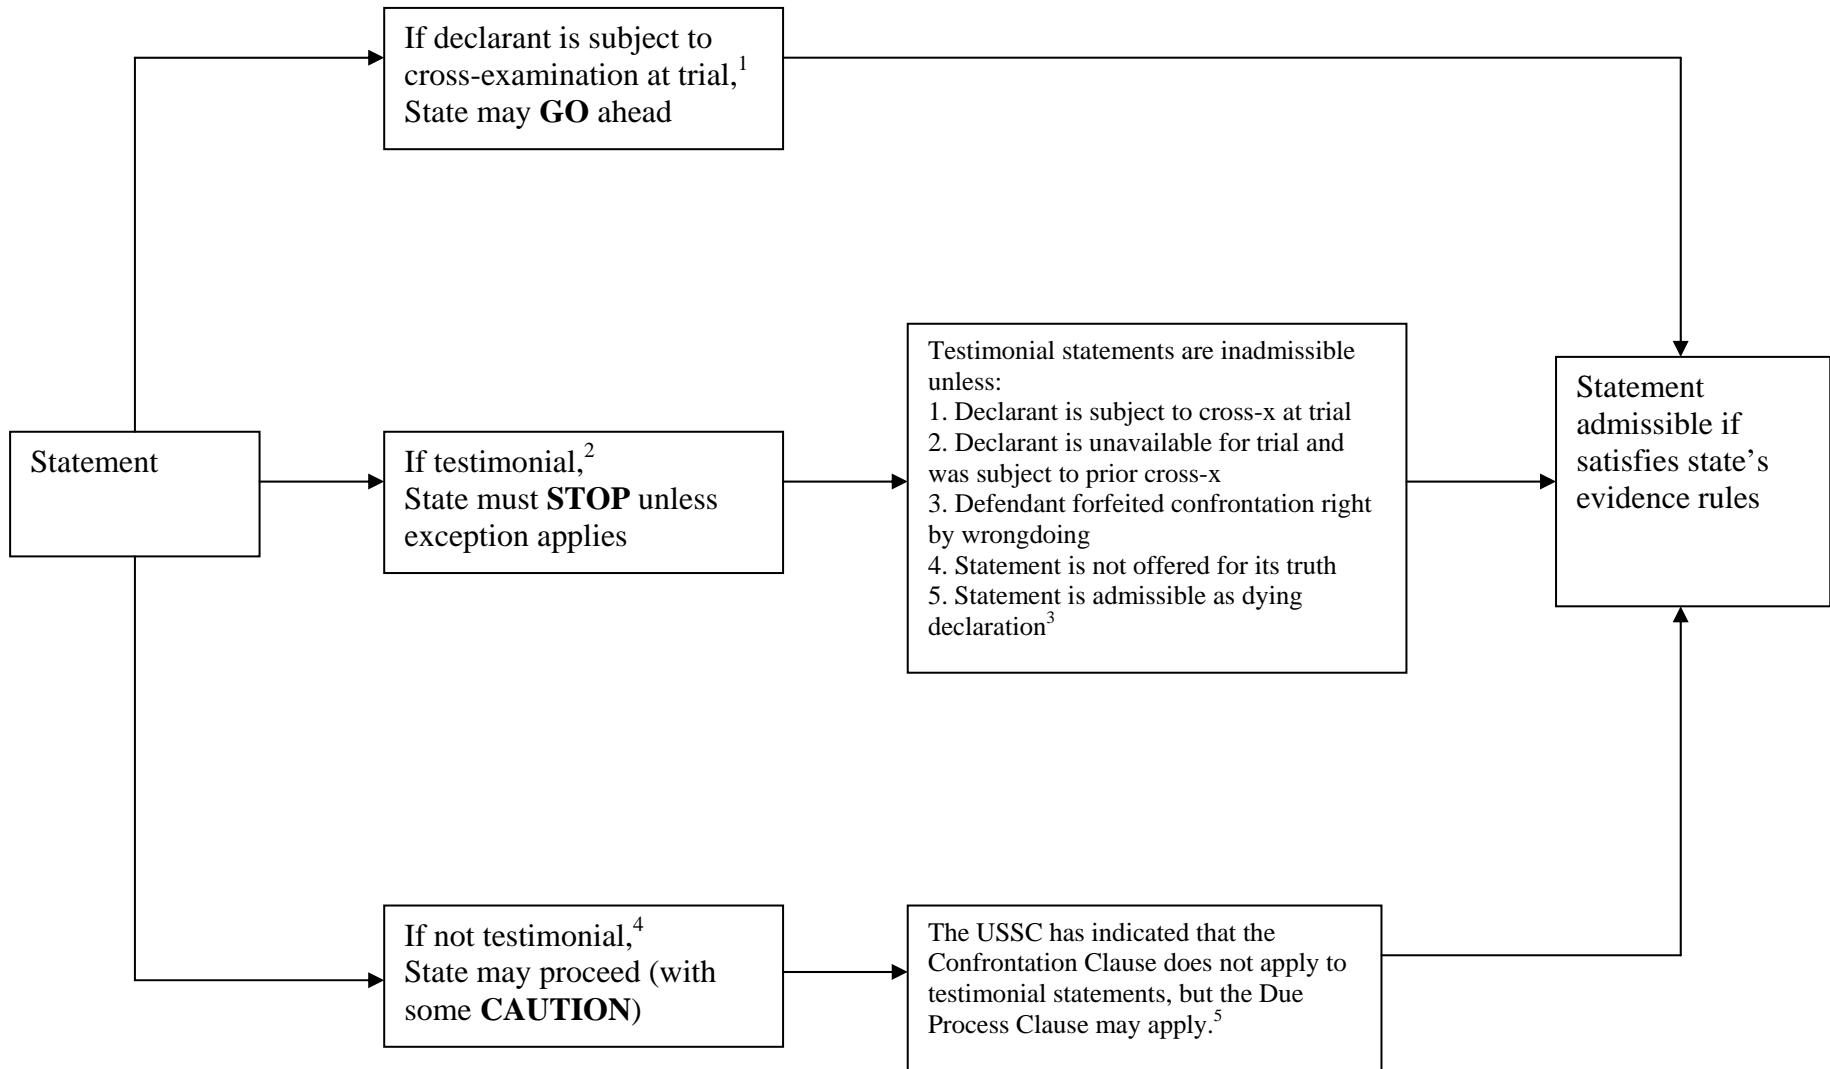 If declarant is subject to
cross-examination at trial,1
State may GO ahead
Statement
If testimonial,2
State must STOP unless
exception applies
Testimonial statements are inadmissible
unless:
1. Declarant is subject to cross-x at trial
2. Declarant is unavailable for trial and
was subject to prior cross-x
3. Defendant forfeited confrontation right
by wrongdoing
4. Statement is not offered for its truth
5. Statement is admissible as dying
declaration3
Statement
admissible if
satisfies state’s
evidence rules
If not testimonial,4
State may proceed (with
some CAUTION)
The USSC has indicated that the
Confrontation Clause does not apply to
testimonial statements, but the Due
Process Clause may apply.5